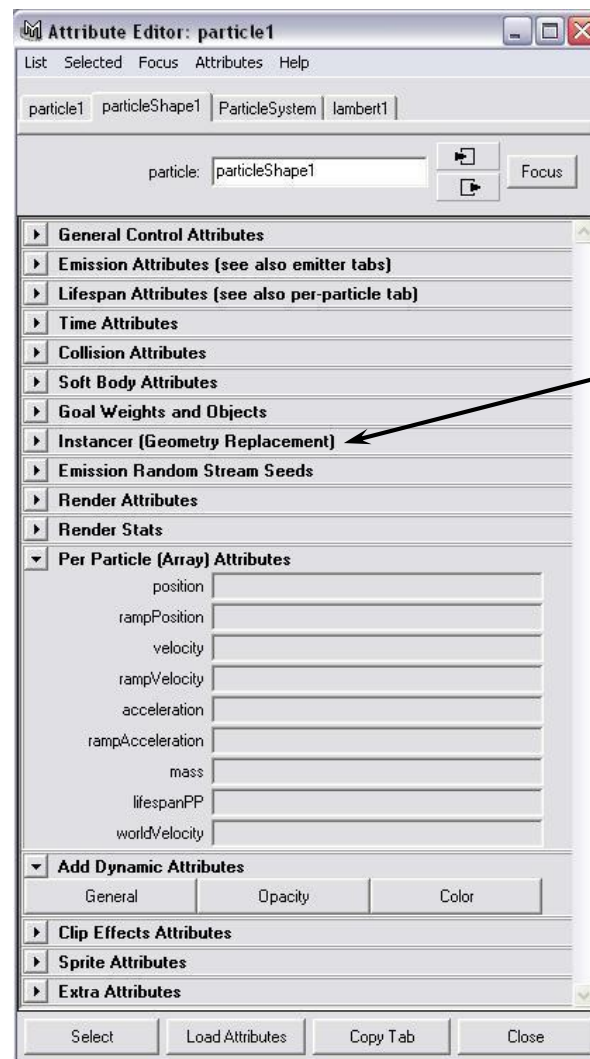 Attribute Editor: particle1
List Selected Focus Attributes Help
particle1 particleShape1 ParticleSystem lambert1
particle: particleShape1 Focus
General Control Attributes
Emission Attributes (see also emitter tabs)
Lifespan Attributes (see also per-particle tab)
Time Attributes
Collision Attributes
Soft Body Attributes
Goal Weights and Objects
Instancer (Geometry Replacement)
Emission Random Stream Seeds
Render Attributes
Render Stats
Per Particle (Array) Attributes
position
rampPosition
velocity
rampVelocity
acceleration
rampAcceleration
mass
lifespanPP
worldVelocity
Add Dynamic Attributes
General Opacity Color
Clip Effects Attributes
Sprite Attributes
Extra Attributes
Select Load Attributes Copy Tab Close